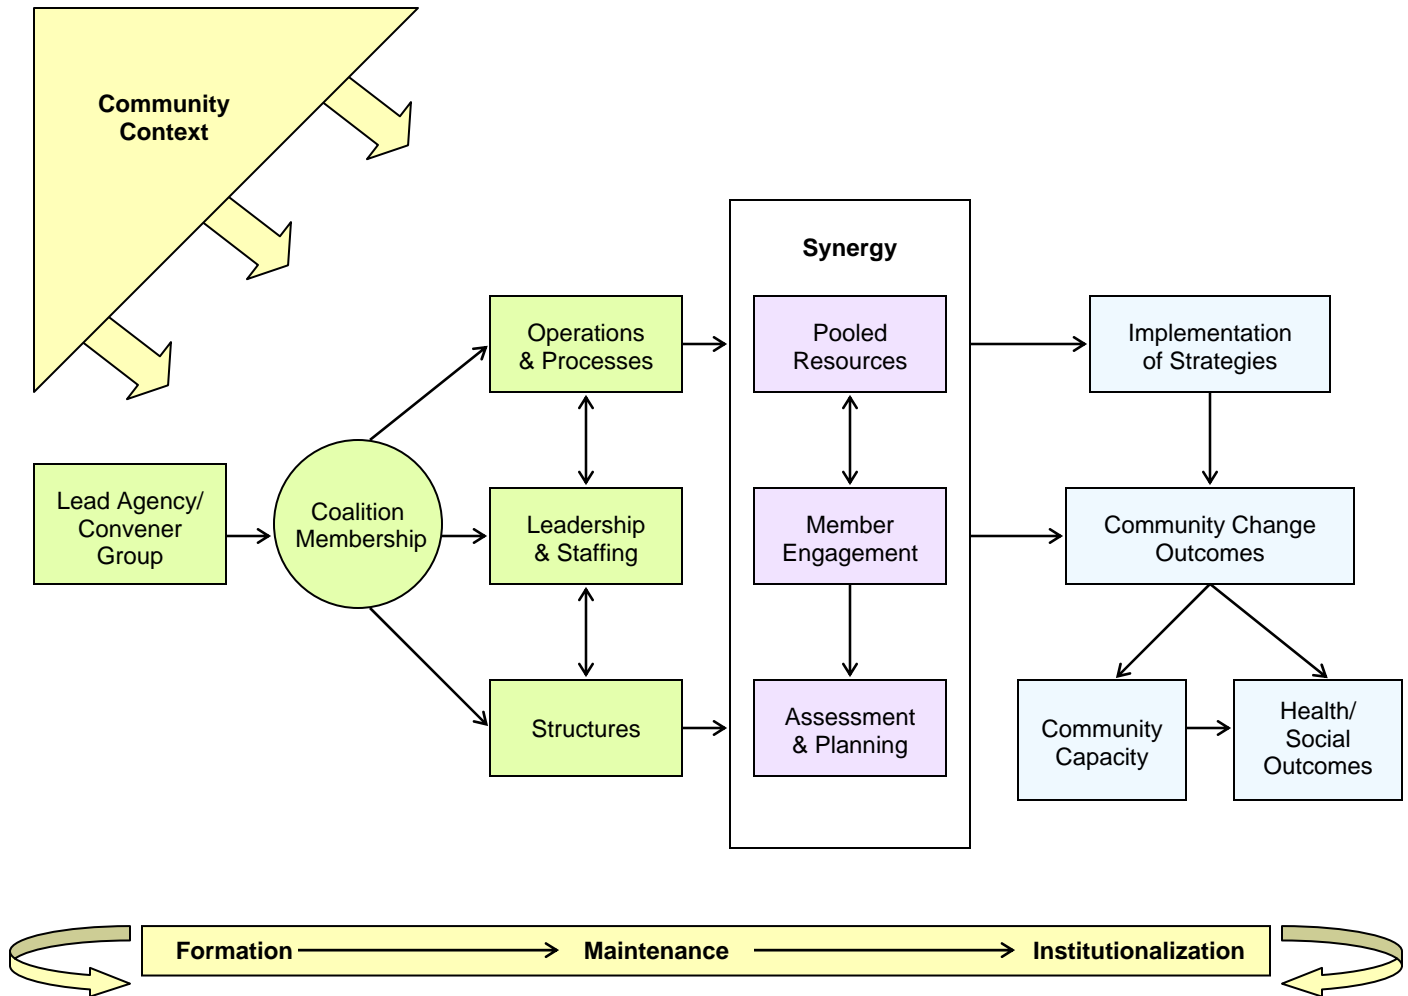 Community
Context
Synergy
Operations
& Processes
Pooled
Resources
Implementation
of Strategies
Lead Agency/
Convener
Group
Coalition
Membership
Leadership
& Staffing
Member
Engagement
Community Change
Outcomes
Structures
Assessment
& Planning
Community
Capacity
Health/
Social
Outcomes
Formation
Maintenance
Institutionalization